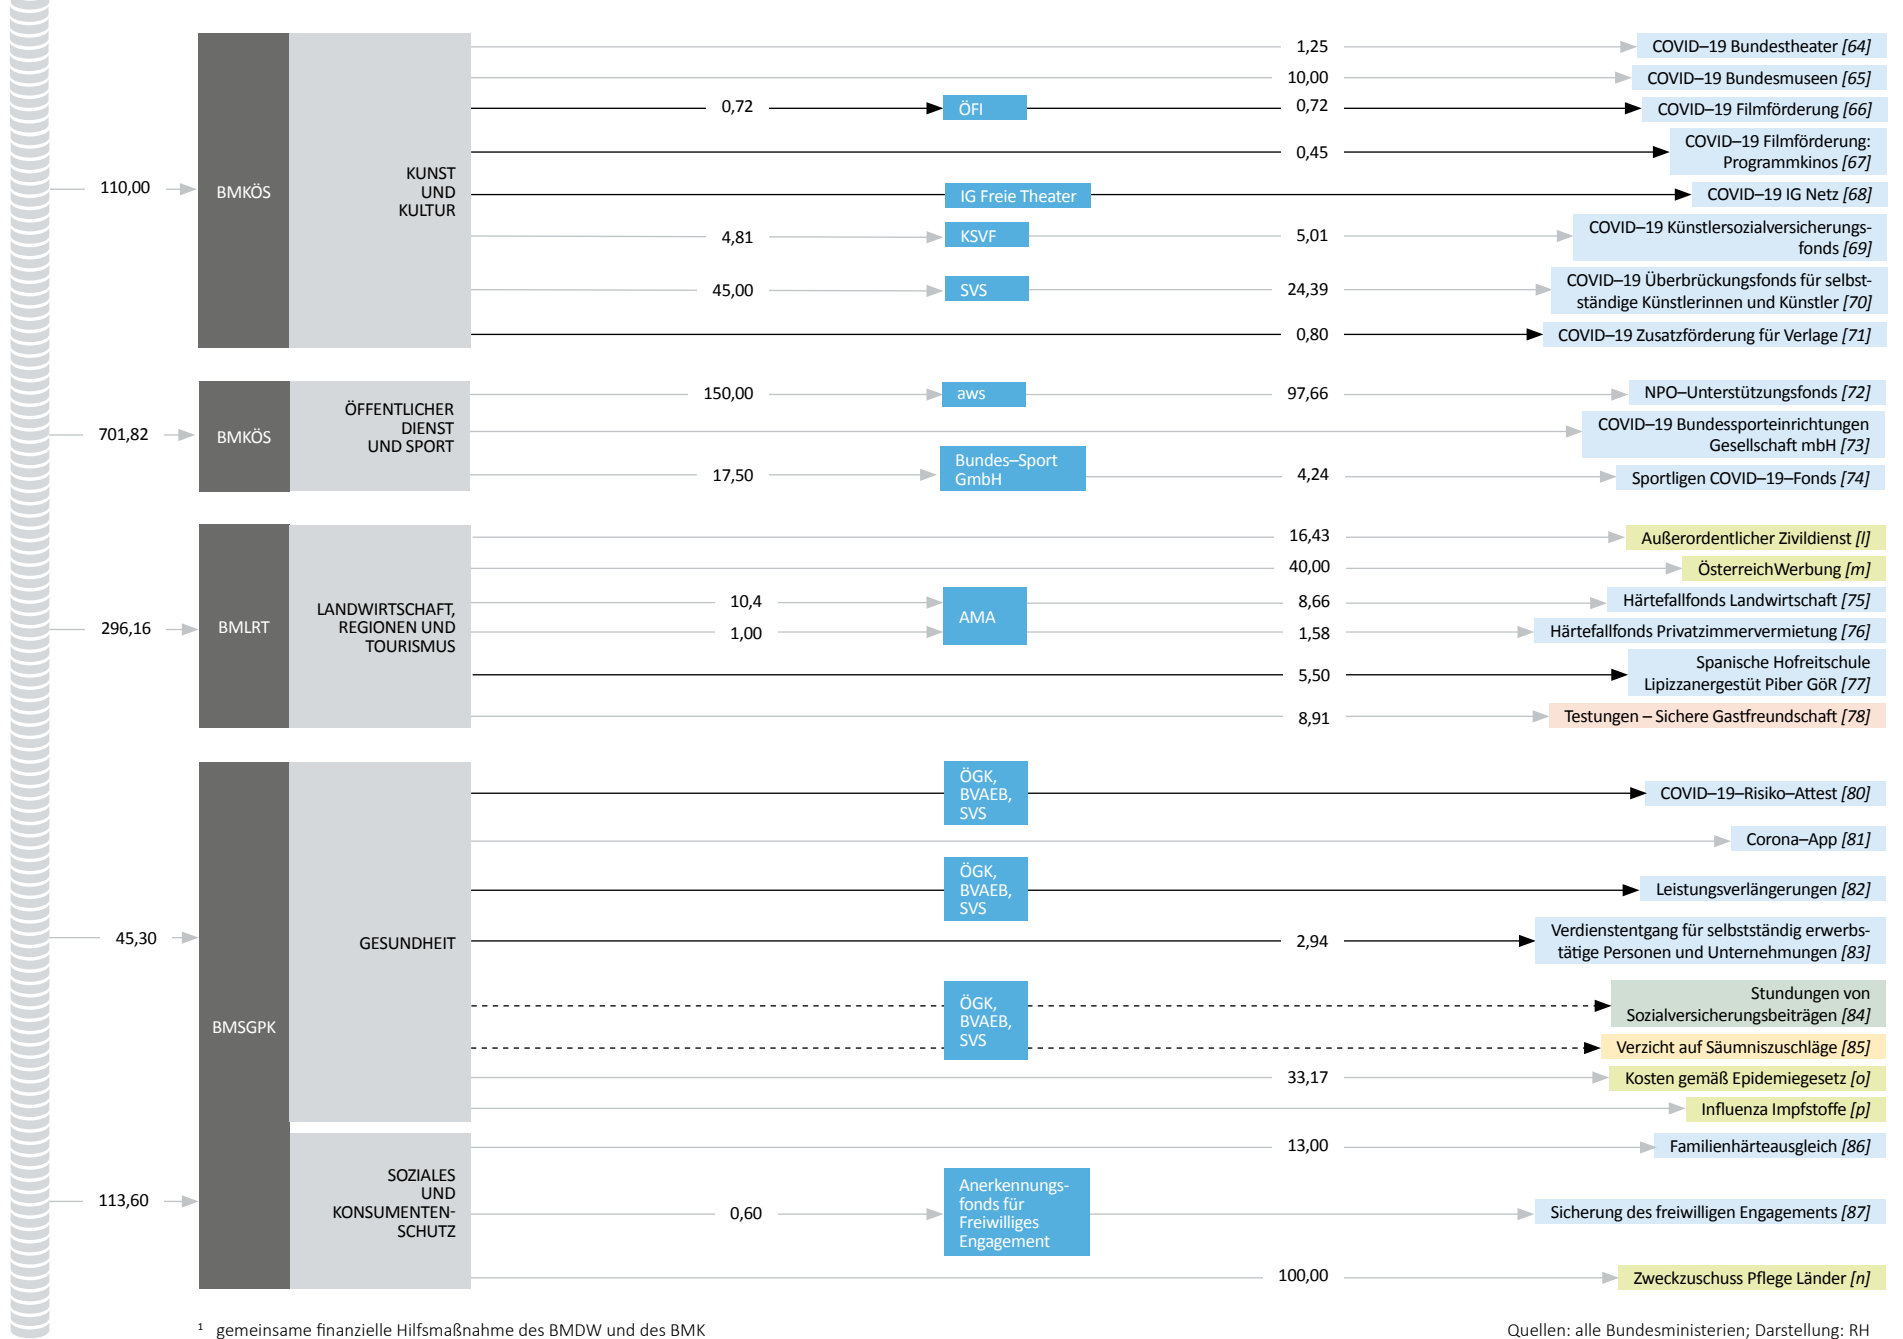 110,00
BMKÖS
KUNST
UND
KULTUR
1,25
COVID–19 Bundestheater [64]
10,00
COVID–19 Bundesmuseen [65]
0,72
ÖFI
0,72
COVID–19 Filmförderung [66]
0,45
COVID–19 Filmförderung:
Programmkinos [67]
IG Freie Theater
COVID–19 IG Netz [68]
4,81
KSVF
5,01
COVID–19 Künstlersozialversicherungs-
fonds [69]
45,00
SVS
24,39
COVID–19 Überbrückungsfonds für selbst-
ständige Künstlerinnen und Künstler [70]
0,80
COVID–19 Zusatzförderung für Verlage [71]
701,82
BMKÖS
ÖFFENTLICHER
DIENST
UND SPORT
150,00
aws
97,66
NPO–Unterstützungsfonds [72]
COVID–19 Bundessporteinrichtungen
Gesellschaft mbH [73]
17,50
Bundes–Sport
GmbH
4,24
Sportligen COVID–19–Fonds [74]
296,16
BMLRT
LANDWIRTSCHAFT,
REGIONEN UND
TOURISMUS
16,43
Außerordentlicher Zivildienst [l]
40,00
ÖsterreichWerbung [m]
10,4
AMA
8,66
Härtefallfonds Landwirtschaft [75]
1,00
1,58
Härtefallfonds Privatzimmervermietung [76]
5,50
Spanische Hofreitschule
Lipizzanergestüt Piber GöR [77]
8,91
Testungen – Sichere Gastfreundschaft [78]
45,30
BMSGPK
GESUNDHEIT
ÖGK,
BVAEB,
SVS
COVID–19–Risiko–Attest [80]
Corona–App [81]
ÖGK,
BVAEB,
SVS
Leistungsverlängerungen [82]
2,94
Verdienstentgang für selbstständig erwerbs-
tätige Personen und Unternehmungen [83]
ÖGK,
BVAEB,
SVS
Stundungen von
Sozialversicherungsbeiträgen [84]
Verzicht auf Säumniszuschläge [85]
33,17
Kosten gemäß Epidemiegesetz [o]
Influenza Impfstoffe [p]
113,60
SOZIALES
UND
KONSUMENTEN-
SCHUTZ
13,00
Familienhärteausgleich [86]
0,60
Anerkennungs-
fonds für
Freiwilliges
Engagement
Sicherung des freiwilligen Engagements [87]
100,00
Zweckzuschuss Pflege Länder [n]
1 gemeinsame finanzielle Hilfsmaßnahme des BMDW und des BMK
Quellen: alle Bundesministerien; Darstellung: RH